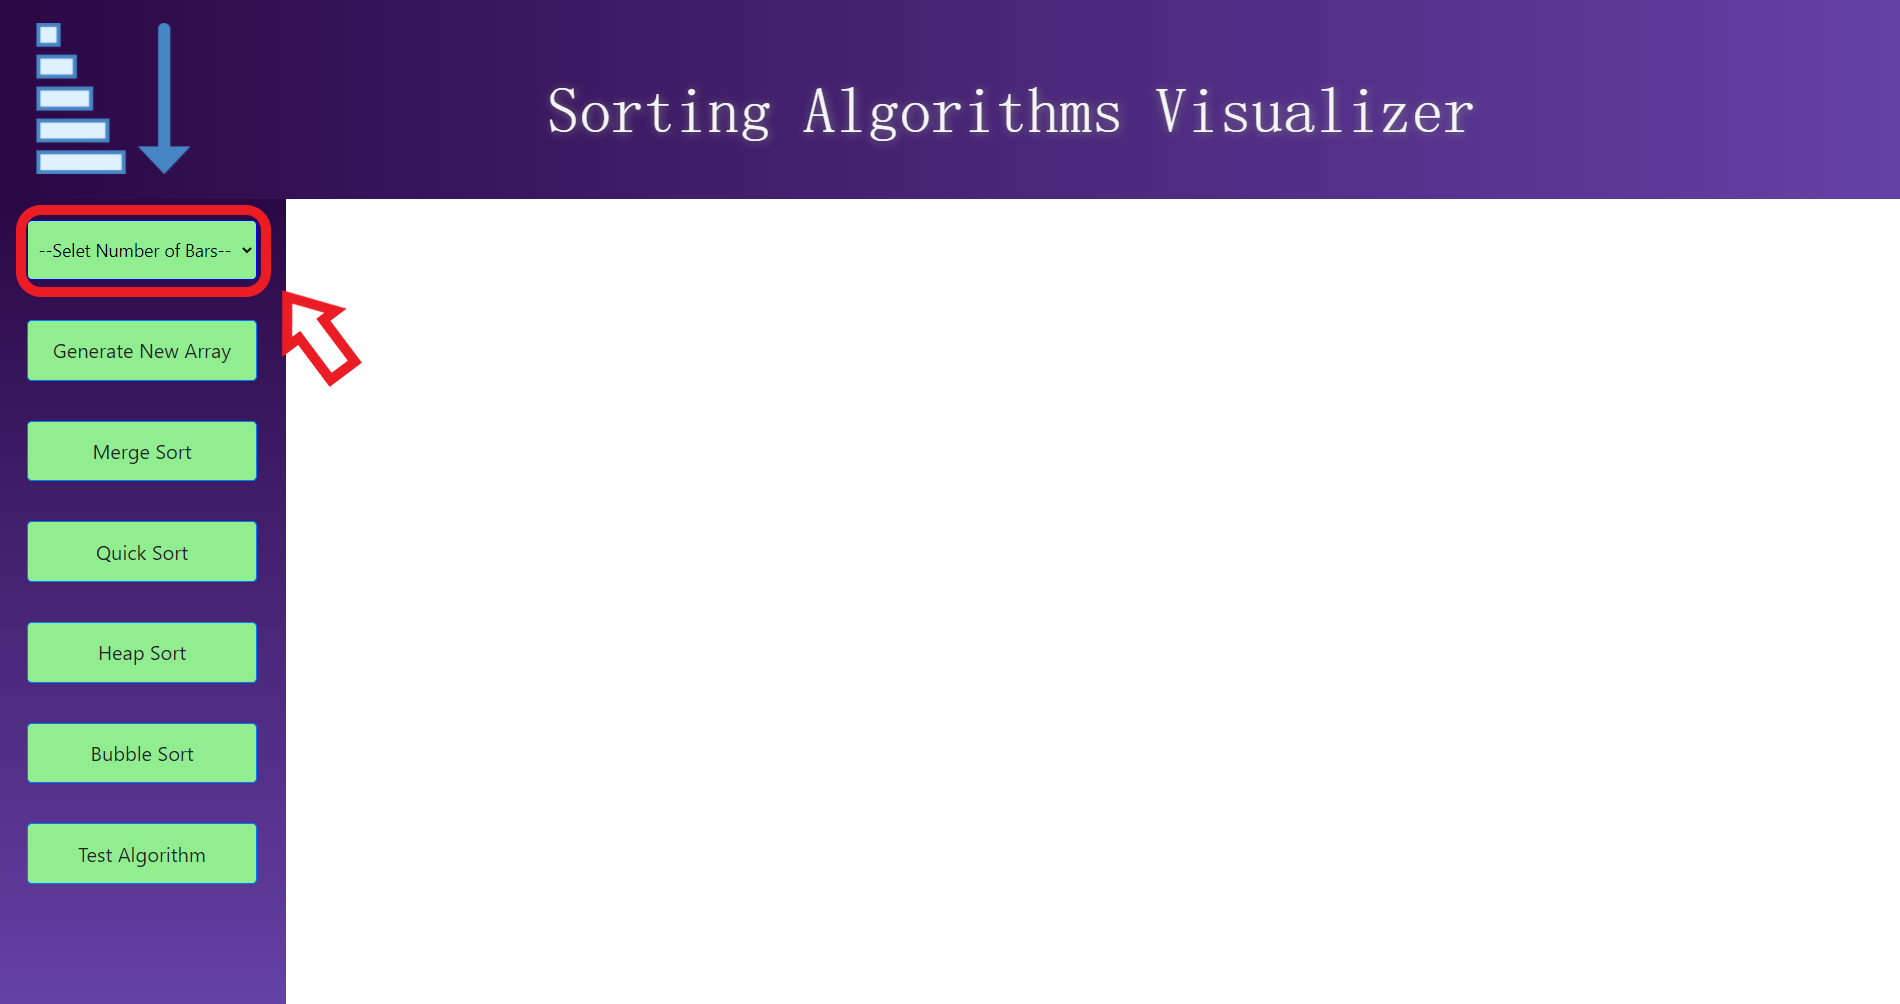 Sorting Algorithms Visualizer
--Selet Number of Bars--
Generate New Array
Merge Sort
Quick Sort
Heap Sort
Bubble Sort
Test Algorithm